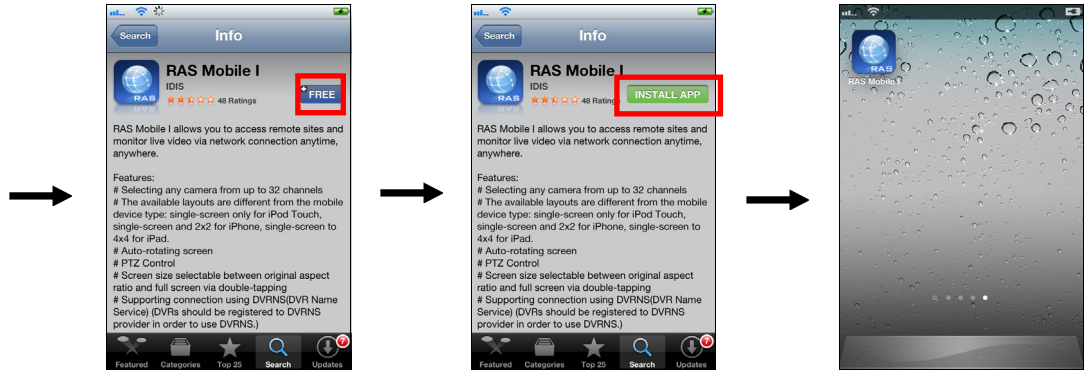 Search
Info
RAS
RAS Mobile I
IDIS
48 Ratings
FREE
RAS Mobile I allows you to access remote sites and
monitor live video via network connection anytime,
anywhere.
Features:
# Selecting any camera from up to 32 channels
# The available layouts are different from the mobile
device type: single-screen only for iPod Touch,
single-screen and 2x2 for iPhone, single-screen to
4x4 for iPad.
# Auto-rotating screen
# PTZ Control
# Screen size selectable between original aspect
ratio and full screen via double-tapping
# Supporting connection using DVRNS(DVR Name
Service) (DVRs should be registered to DVRNS
provider in order to use DVRNS.)
Featured
Categories
Top 25
Search
Updates
7
Search
Info
RAS
RAS Mobile I
IDIS
48 Ratings
INSTALL APP
RAS Mobile I allows you to access remote sites and
monitor live video via network connection anytime,
anywhere.
Features:
# Selecting any camera from up to 32 channels
# The available layouts are different from the mobile
device type: single-screen only for iPod Touch,
single-screen and 2x2 for iPhone, single-screen to
4x4 for iPad.
# Auto-rotating screen
# PTZ Control
# Screen size selectable between original aspect
ratio and full screen via double-tapping
# Supporting connection using DVRNS(DVR Name
Service) (DVRs should be registered to DVRNS
provider in order to use DVRNS.)
Featured
Categories
Top 25
Search
Updates
7
RAS
RAS Mobile I